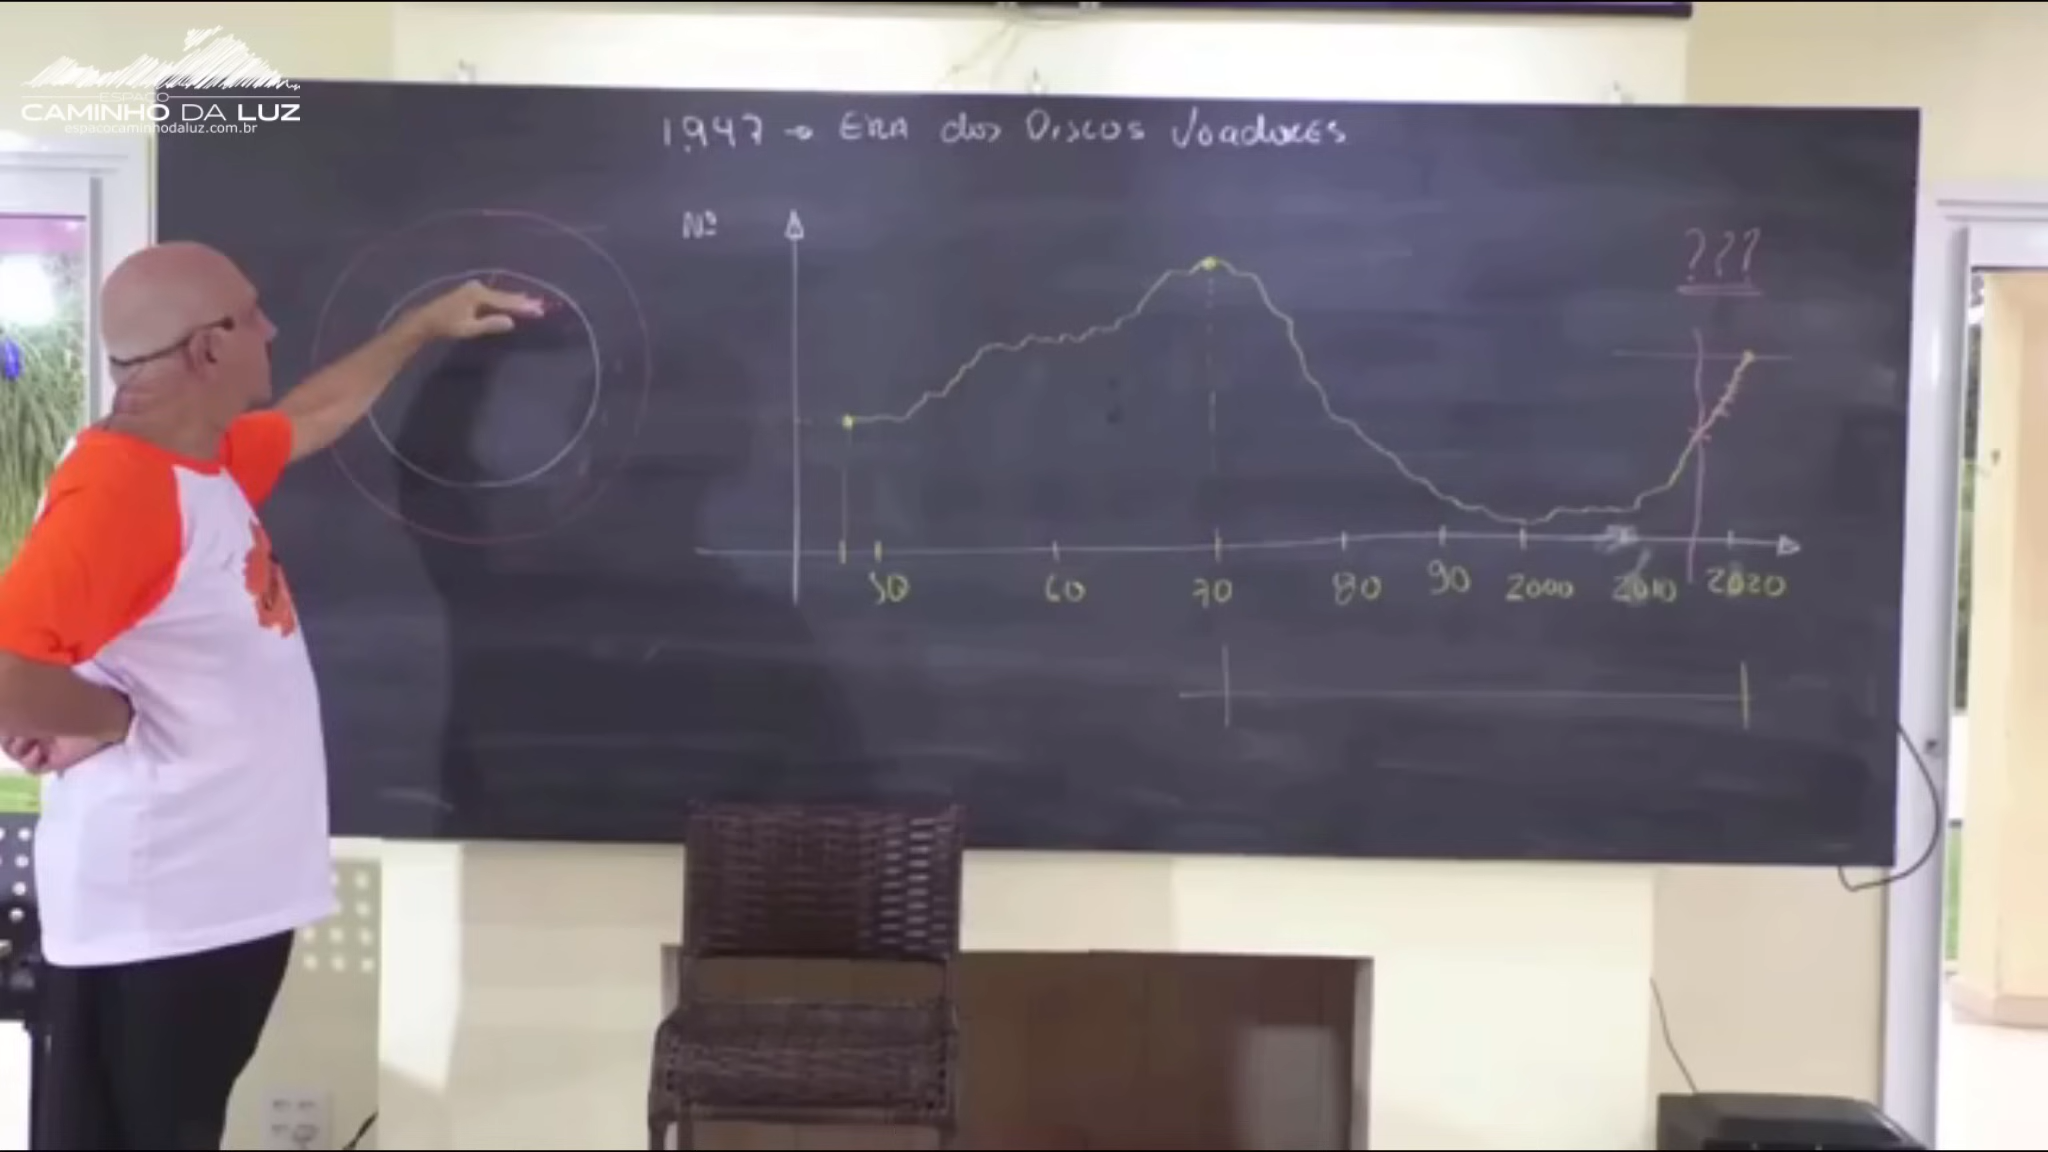 ESPAÇO
CAMINHO DA LUZ
espacocaminhodaluz.com.br
1947 → ERA dos Discos Voadores
Nº
???
50 60 70 80 90 2000 2010 2020